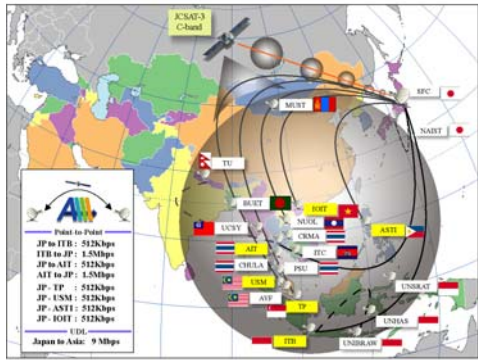 JCSAT-3
C-band
SFC
NAIST
MUST
TU
BUET
IOIT
NUOL
UCSY
CKMA
ASTI
AIT
ITC
CHULA
PSU
USM
AYF
TP
UNSRAT
UNHAS
UNIBRAW
ITB
AI
Point-to-Point
JP to ITB : 512Kbps
ITB to JP : 1.5Mbps
JP to AIT : 512Kbps
AIT to JP : 1.5Mbps
JP - TP : 512Kbps
JP - USM : 512Kbps
JP - ASTI : 512Kbps
JP - IOIT : 512Kbps
UDL
Japan to Asia: 9 Mbps